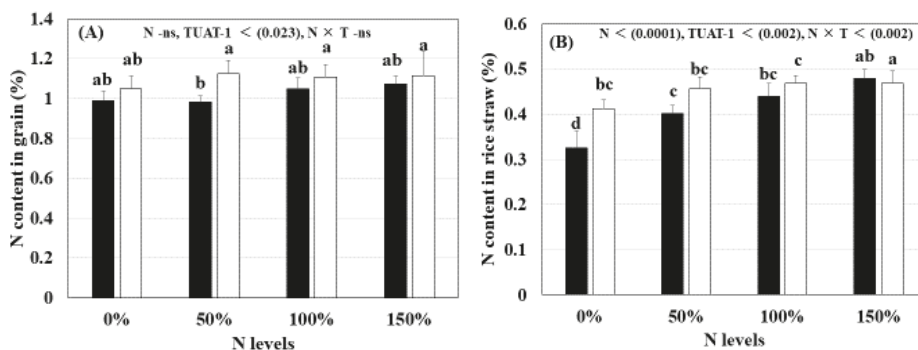 (A)
N -ns, TUAT-1 < (0.023), N × T -ns
N content in grain (%)
1.4
1.2
1
0.8
0.6
0.4
0.2
0
ab ab b a ab a a
0% 50% 100% 150%
N levels
(B)
N < (0.0001), TUAT-1 < (0.002), N × T < (0.002)
N content in rice straw (%)
0.6
0.5
0.4
0.3
0.2
0.1
0
d bc c bc bc c ab a
0% 50% 100% 150%
N levels